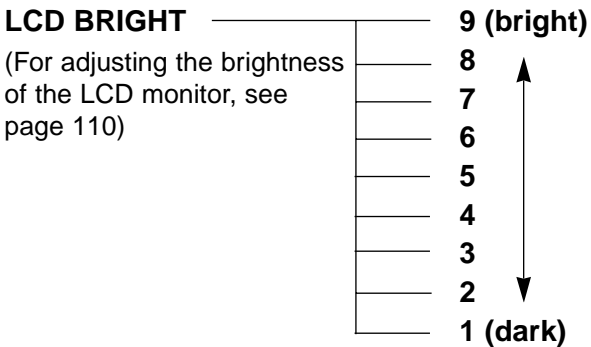 LCD BRIGHT
(For adjusting the brightness
of the LCD monitor, see
page 110)
9 (bright)
8
7
6
5
4
3
2
1 (dark)